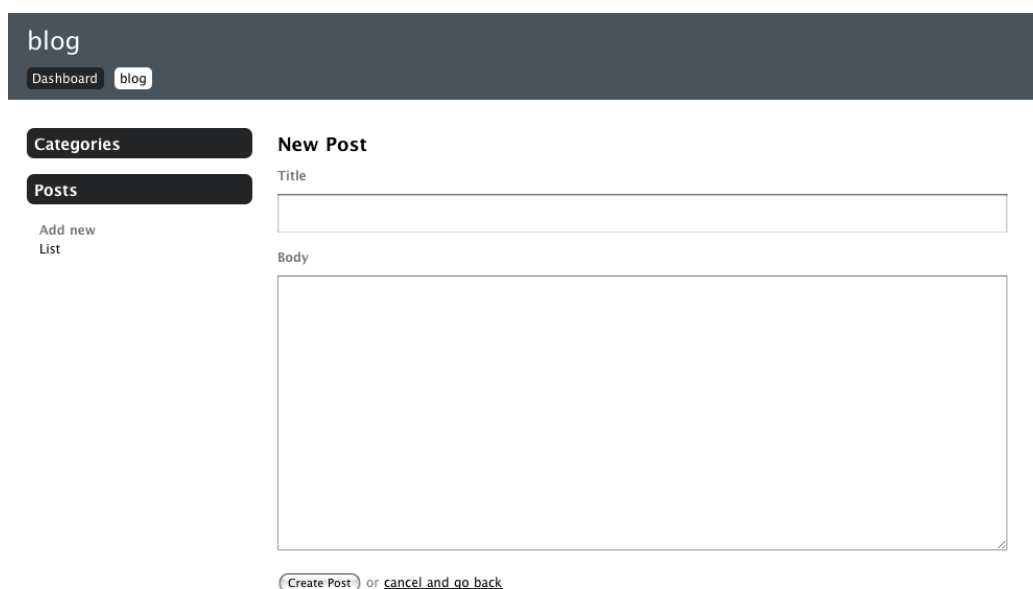 blog
Dashboard blog
Categories
Posts
Add new
List
New Post
Title
Body
Create Post or cancel and go back